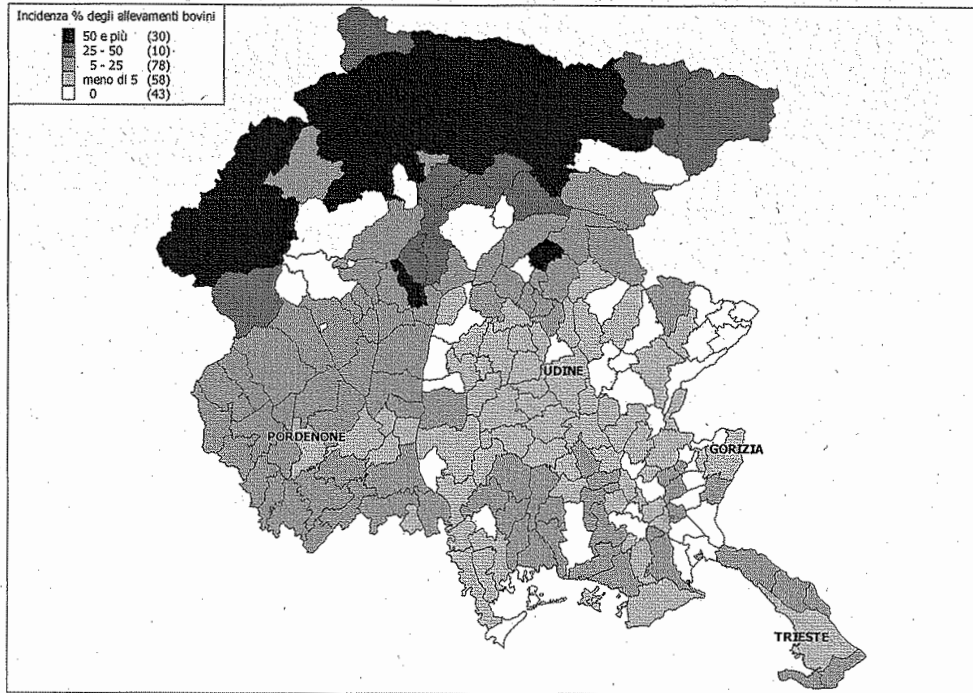 Incidenza % degli allevamenti bovini
50 e più (30)
25 - 50 (10)
5 - 25 (78)
meno di 5 (58)
0 (43)
UDINE
PORDENONE
GORIZIA
TRIESTE